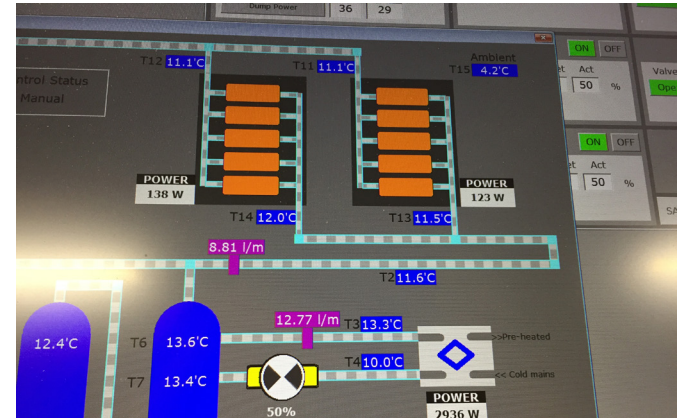 Dump Power 36 29
ON OFF
Act
50 %
Valve
Ope
ON OFF
et Act
50 %
SA
ntrol Status
Manual
T12 11.1'C
T11 11.1'C
Ambient
T15 4.2'C
POWER
138 W
POWER
123 W
T14 12.0'C
T13 11.5'C
8.81 l/m
T2 11.6'C
12.77 l/m
T3 13.3'C
12.4'C
T6 13.6'C
>>Pre-heated
T4 10.0'C
T7 13.4'C
<< Cold mains
50%
POWER
2936 W